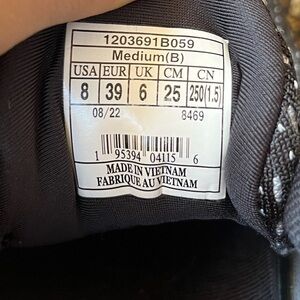 1203691B059
Medium(B)
USA EUR UK CM CN
8 39 6 25 250(1.5)
08/22 8469
1 95394 04115 6
MADE IN VIETNAM
FABRIQUE AU VIETNAM